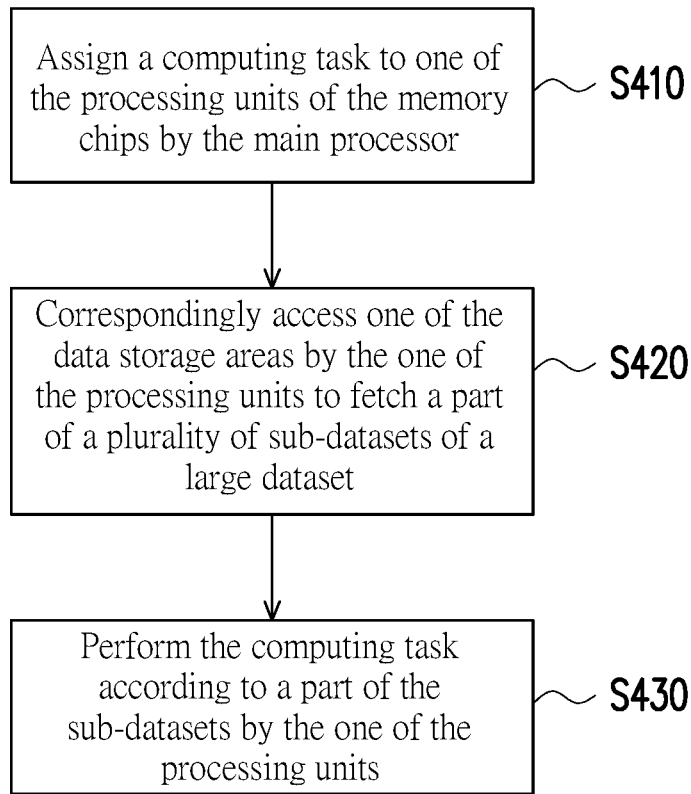 Assign a computing task to one of
the processing units of the memory
chips by the main processor
S410
Correspondingly access one of the
data storage areas by the one of
the processing units to fetch a part
of a plurality of sub-datasets of a
large dataset
S420
Perform the computing task
according to a part of the
sub-datasets by the one of the
processing units
S430